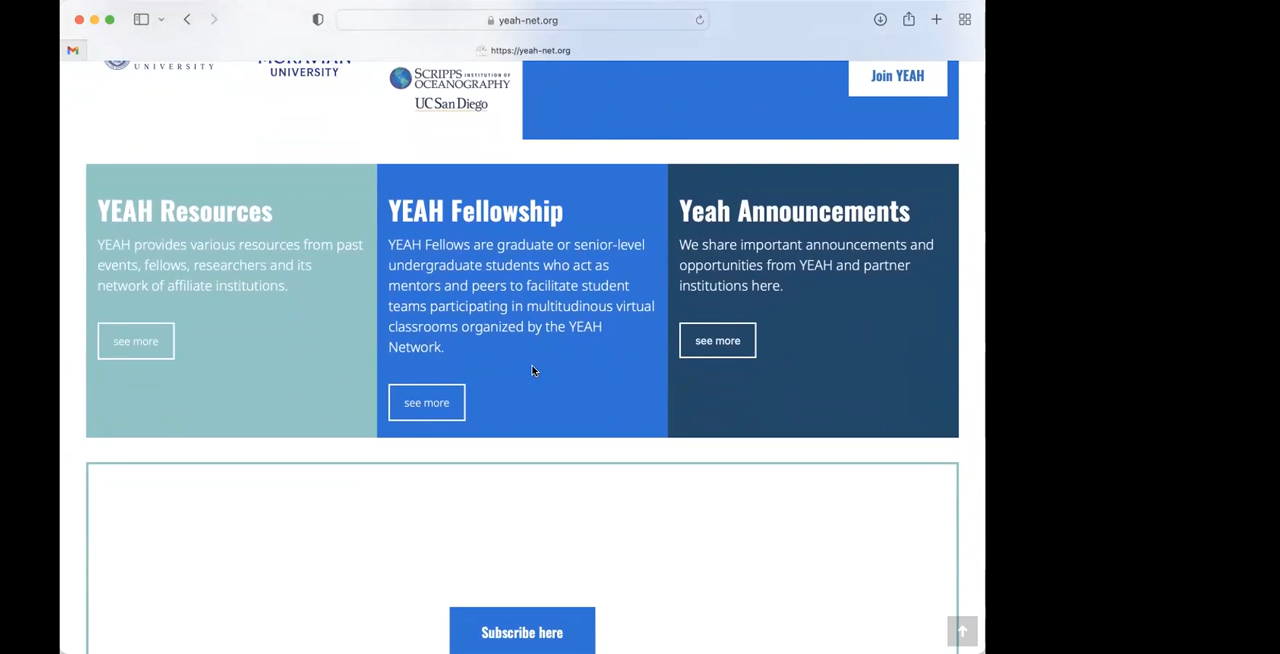 yeah-net.org
https://yeah-net.org
UNIVERSITY
MORAVIAN
UNIVERSITY
SCRIPPS INSTITUTION OF
OCEANOGRAPHY
UC San Diego
Join YEAH
YEAH Resources
YEAH provides various resources from past
events, fellows, researchers and its
network of affiliate institutions.
see more
YEAH Fellowship
YEAH Fellows are graduate or senior-level
undergraduate students who act as
mentors and peers to facilitate student
teams participating in multitudinous virtual
classrooms organized by the YEAH
Network.
see more
Yeah Announcements
We share important announcements and
opportunities from YEAH and partner
institutions here.
see more
Subscribe here